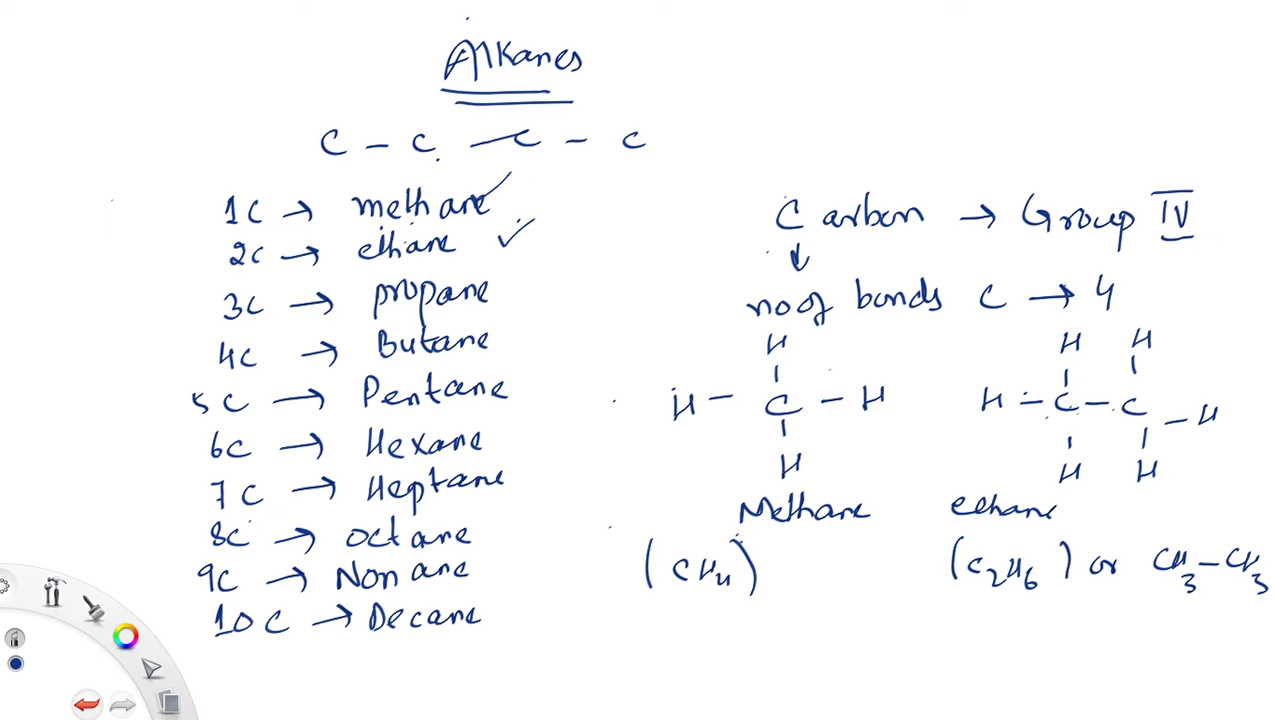 Alkanes
C - C - C - C
1C → methane ✓
2C → ethane ✓
3C → propane
4C → Butane
5C → Pentane
6C → Hexane
7C → Heptane
8C → octane
9C → Nonane
10C → Decane
Carbon → Group IV
↓
no of bonds C → 4
H
H - C - H
H
Methane
(CH4)
H H
H - C - C - H
H H
ethane
(C2H6) or CH3-CH3